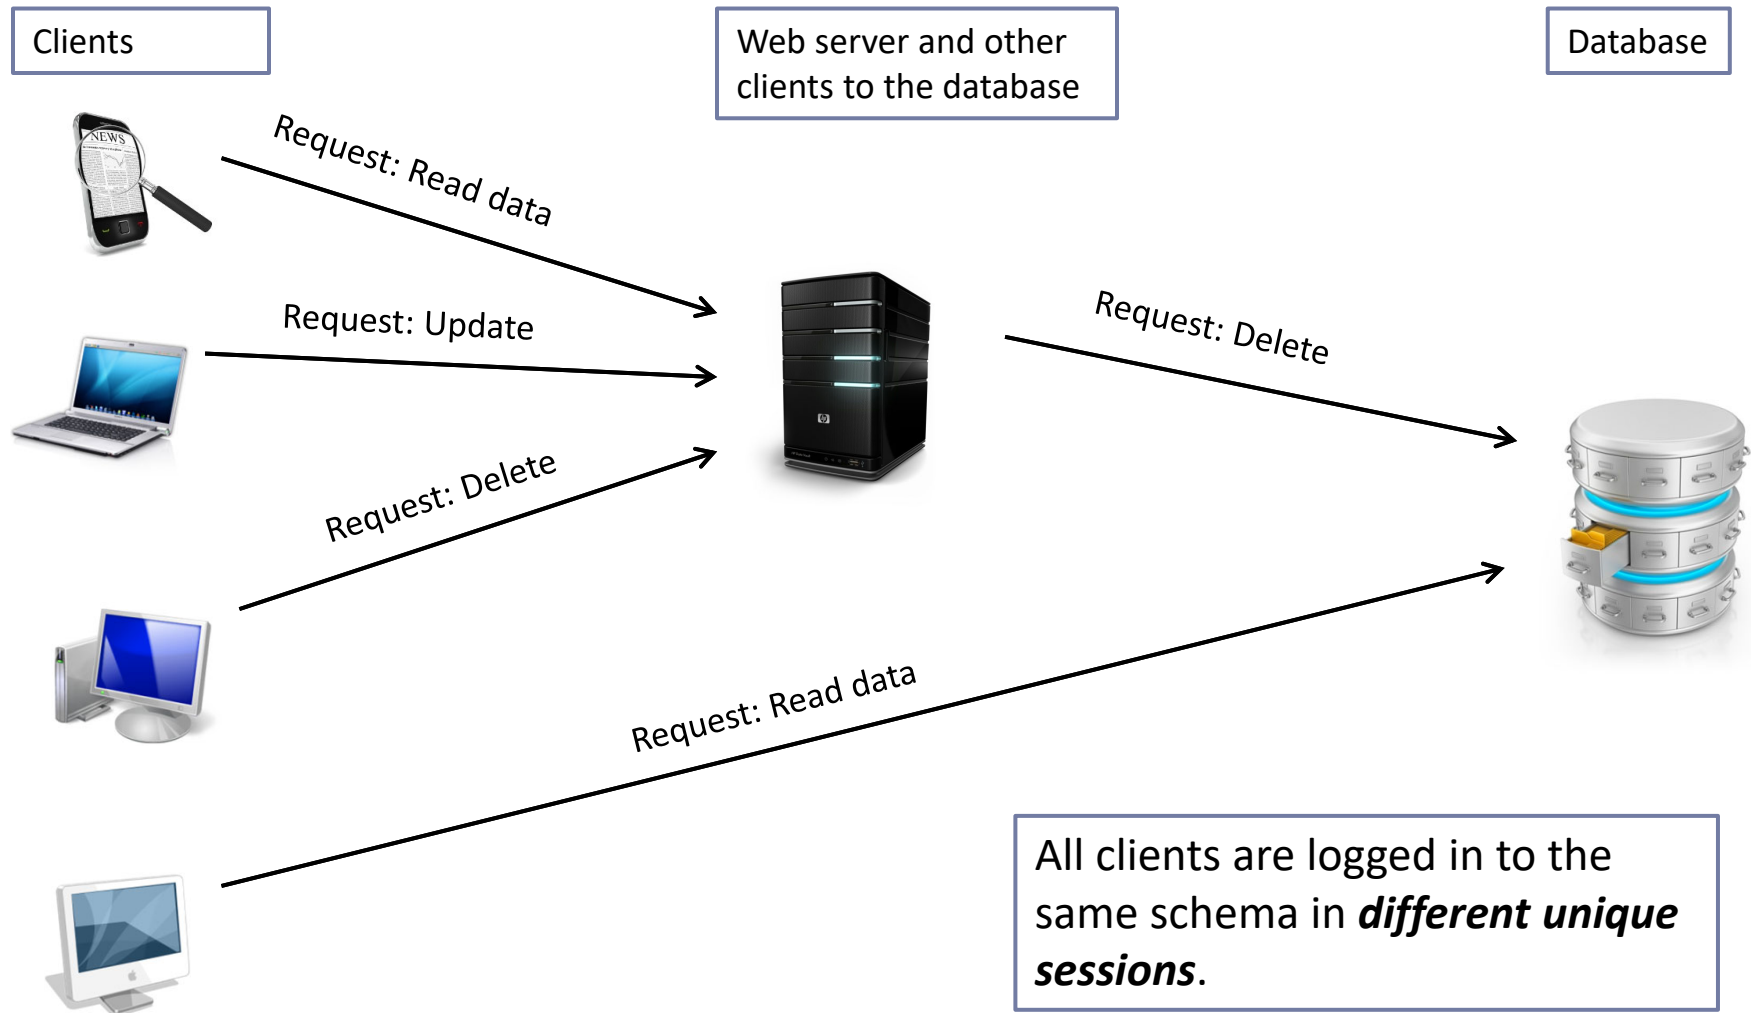 Clients
Web server and other
clients to the database
Database
NEWS
Request: Read data
Request: Update
Request: Delete
Request: Delete
Request: Read data
All clients are logged in to the
same schema in different unique
sessions.